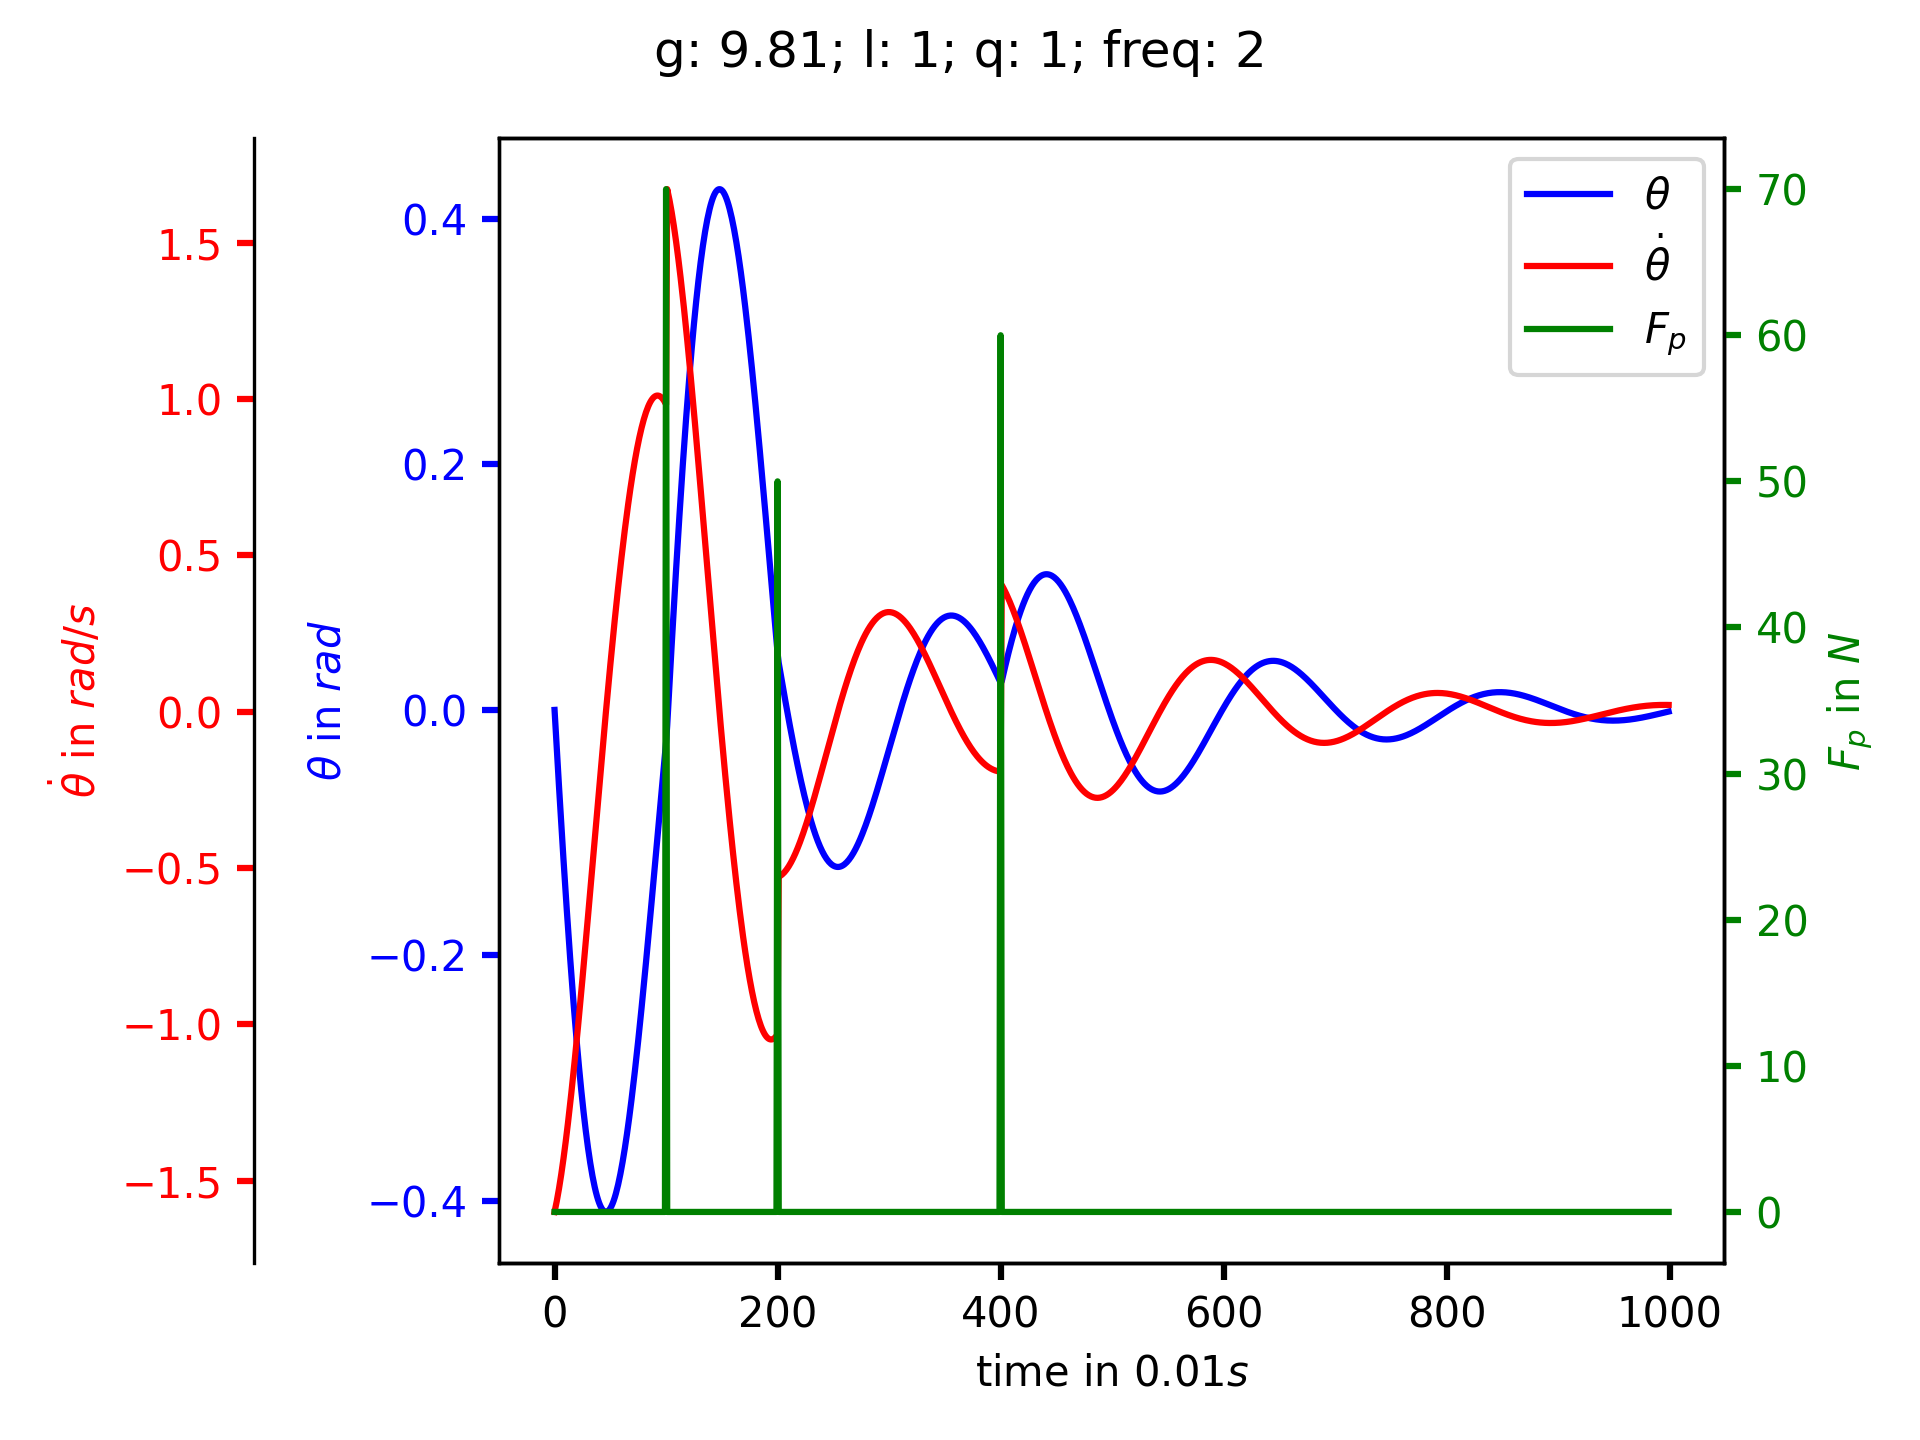 g: 9.81; l: 1; q: 1; freq: 2
θ
θ̇
F_p
θ̇ in rad/s
1.5
1.0
0.5
0.0
−0.5
−1.0
−1.5
θ in rad
0.4
0.2
0.0
−0.2
−0.4
70
60
50
40
30
20
10
0
F_p in N
0 200 400 600 800 1000
time in 0.01s